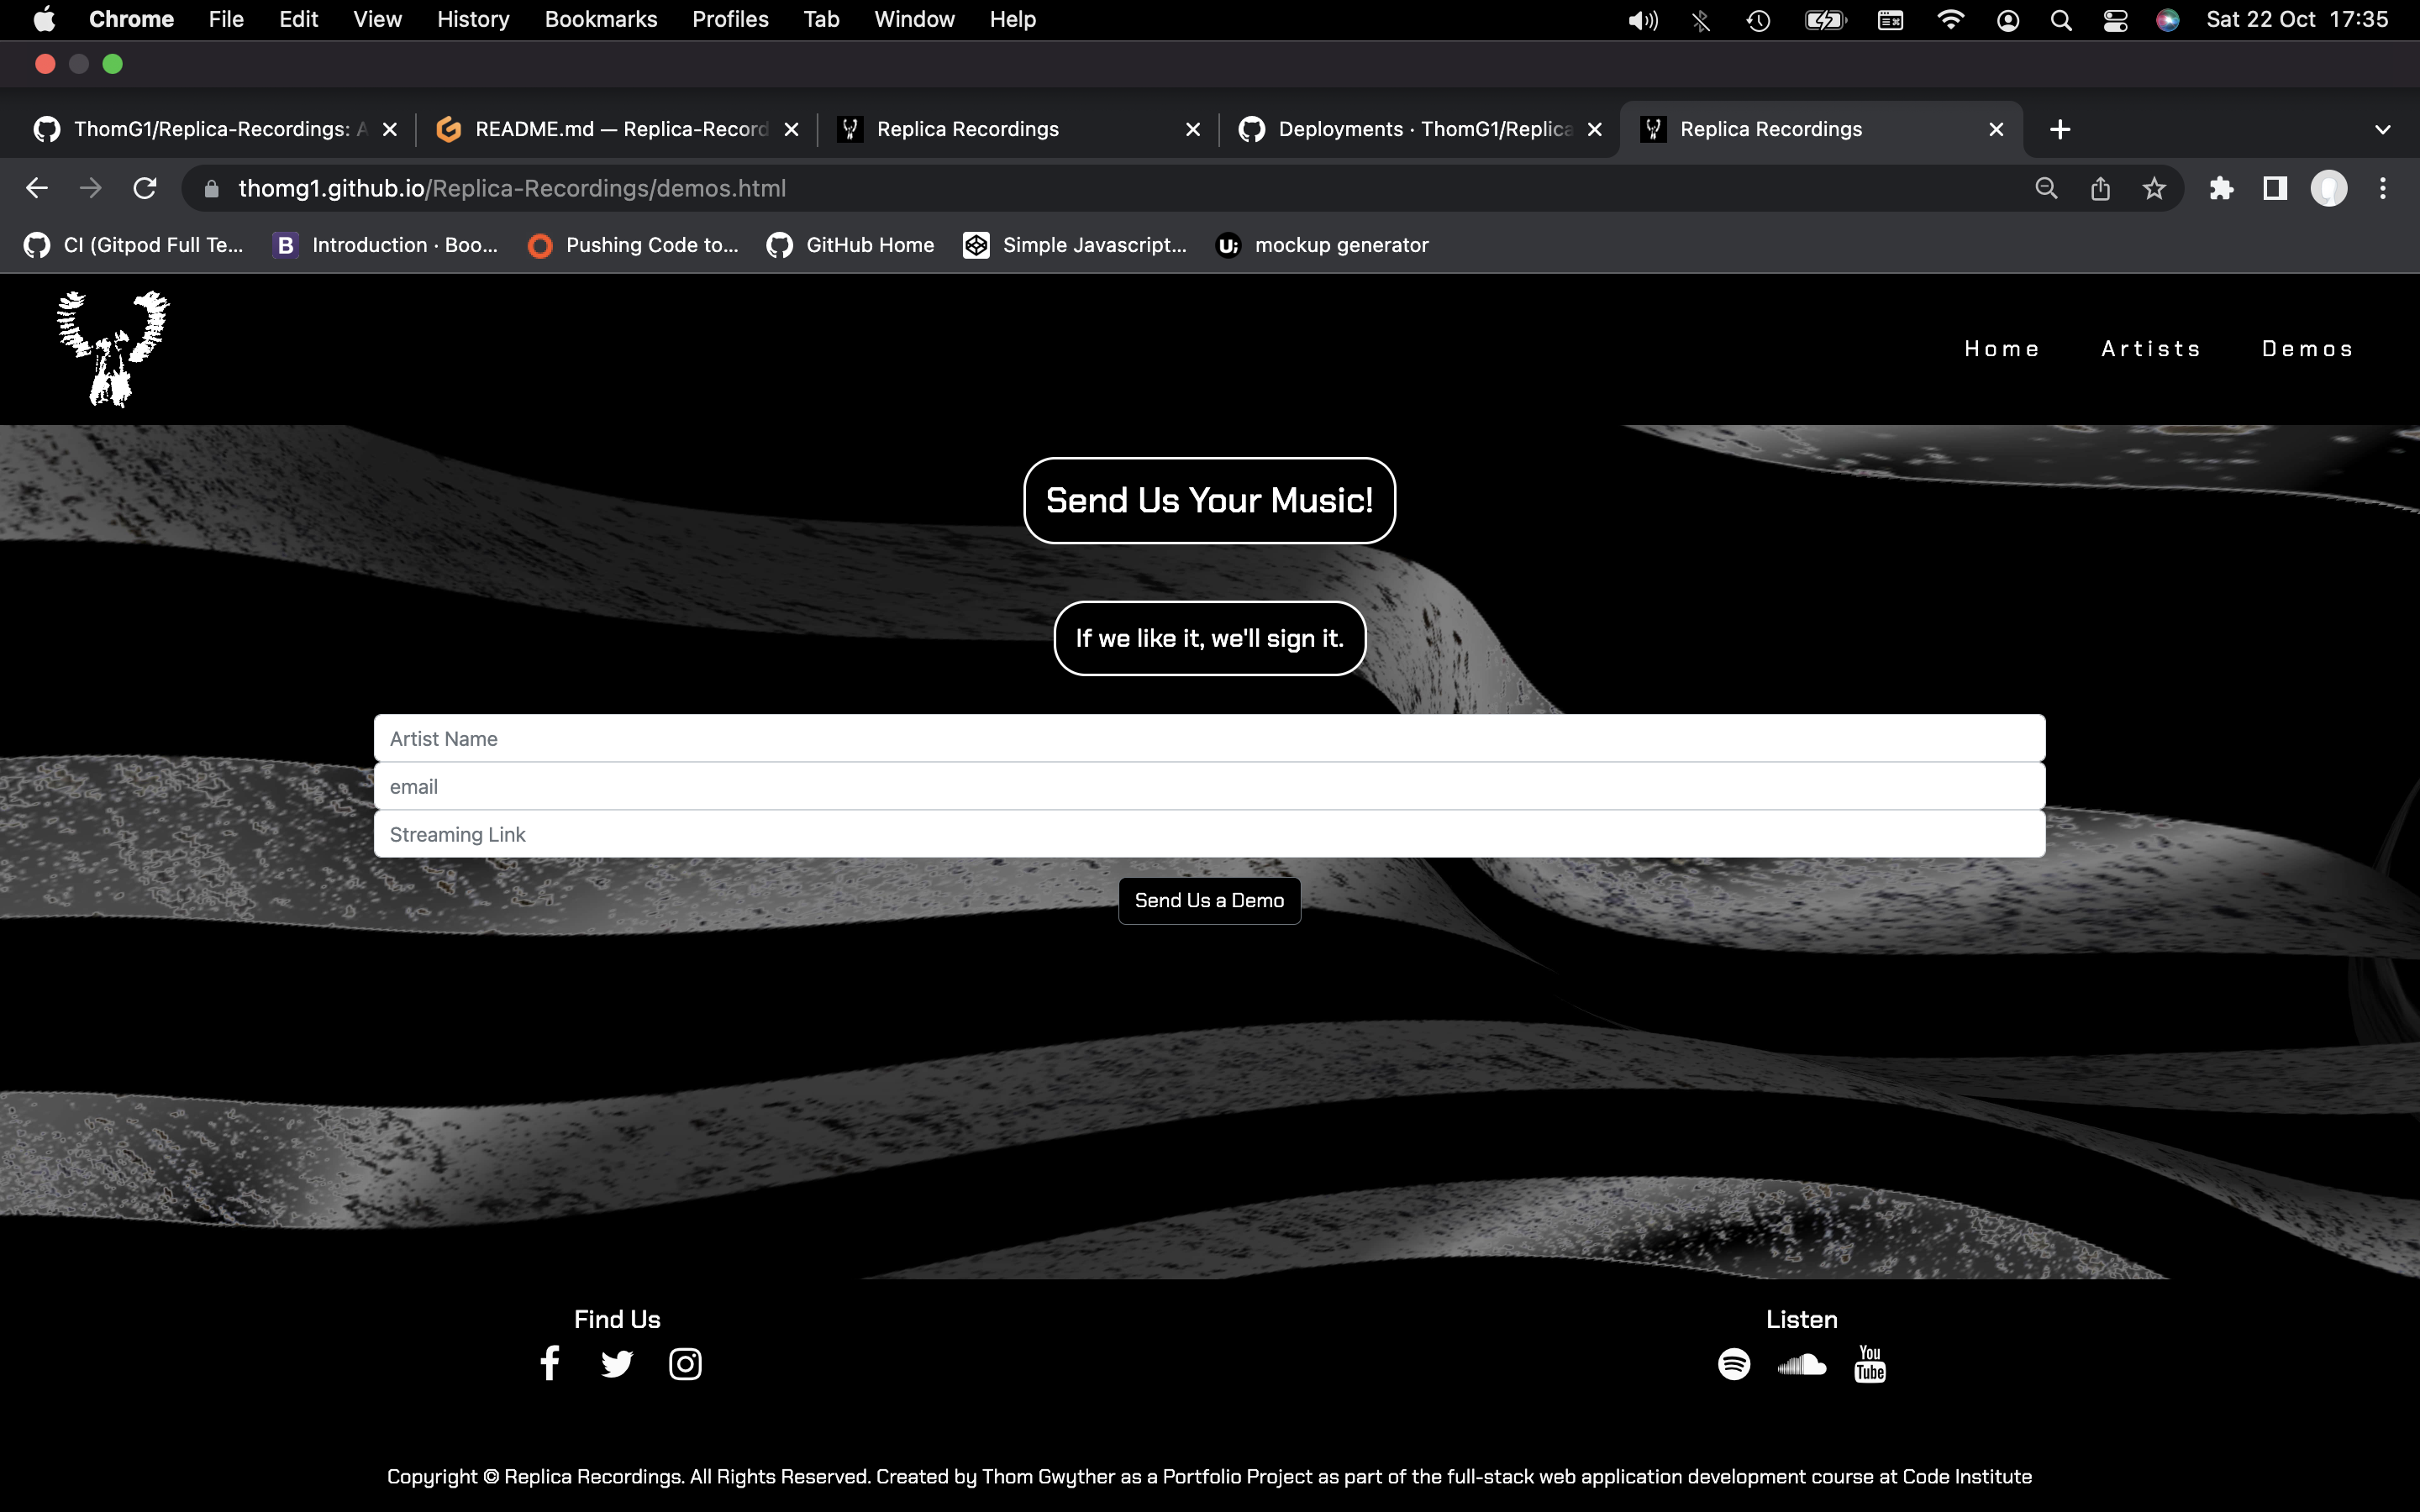 Chrome File Edit View History Bookmarks Profiles Tab Window Help Sat 22 Oct 17:35
ThomG1/Replica-Recordings: A README.md — Replica-Record Replica Recordings Deployments · ThomG1/Replica Replica Recordings
thomg1.github.io/Replica-Recordings/demos.html
CI (Gitpod Full Te... B Introduction · Boo... Pushing Code to... GitHub Home Simple Javascript... U; mockup generator
Home Artists Demos
Send Us Your Music!
If we like it, we'll sign it.
Artist Name
email
Streaming Link
Send Us a Demo
Find Us Listen
You Tube
Copyright © Replica Recordings. All Rights Reserved. Created by Thom Gwyther as a Portfolio Project as part of the full-stack web application development course at Code Institute